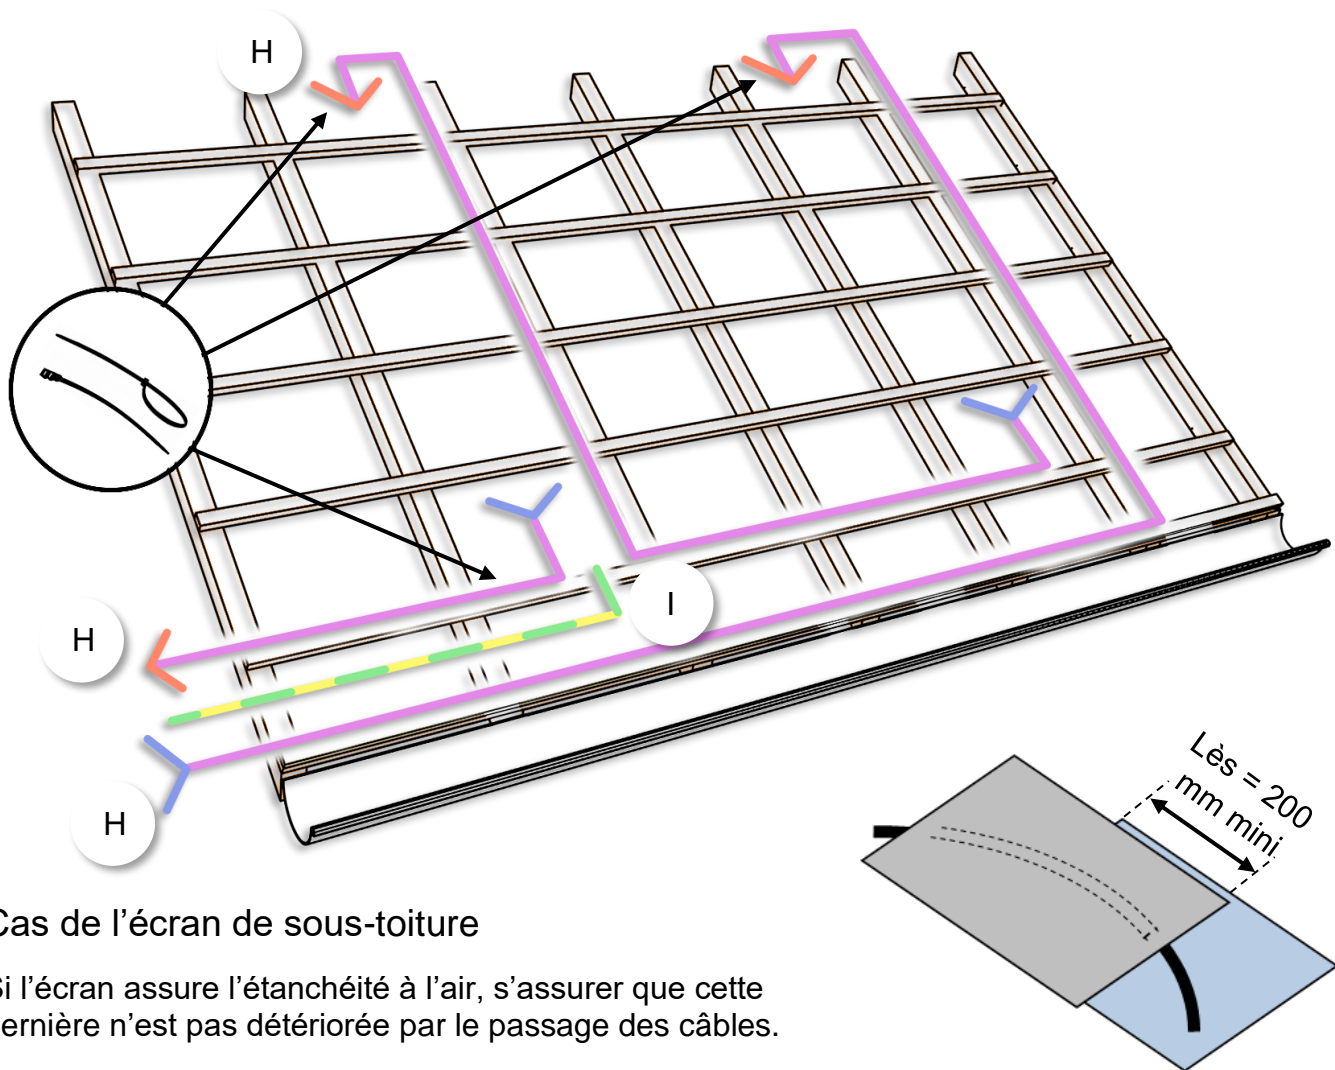 H
I
H
H
Lès = 200
mm mini
Cas de l’écran de sous-toiture
Si l’écran assure l’étanchéité à l’air, s’assurer que cette
dernière n’est pas détériorée par le passage des câbles.